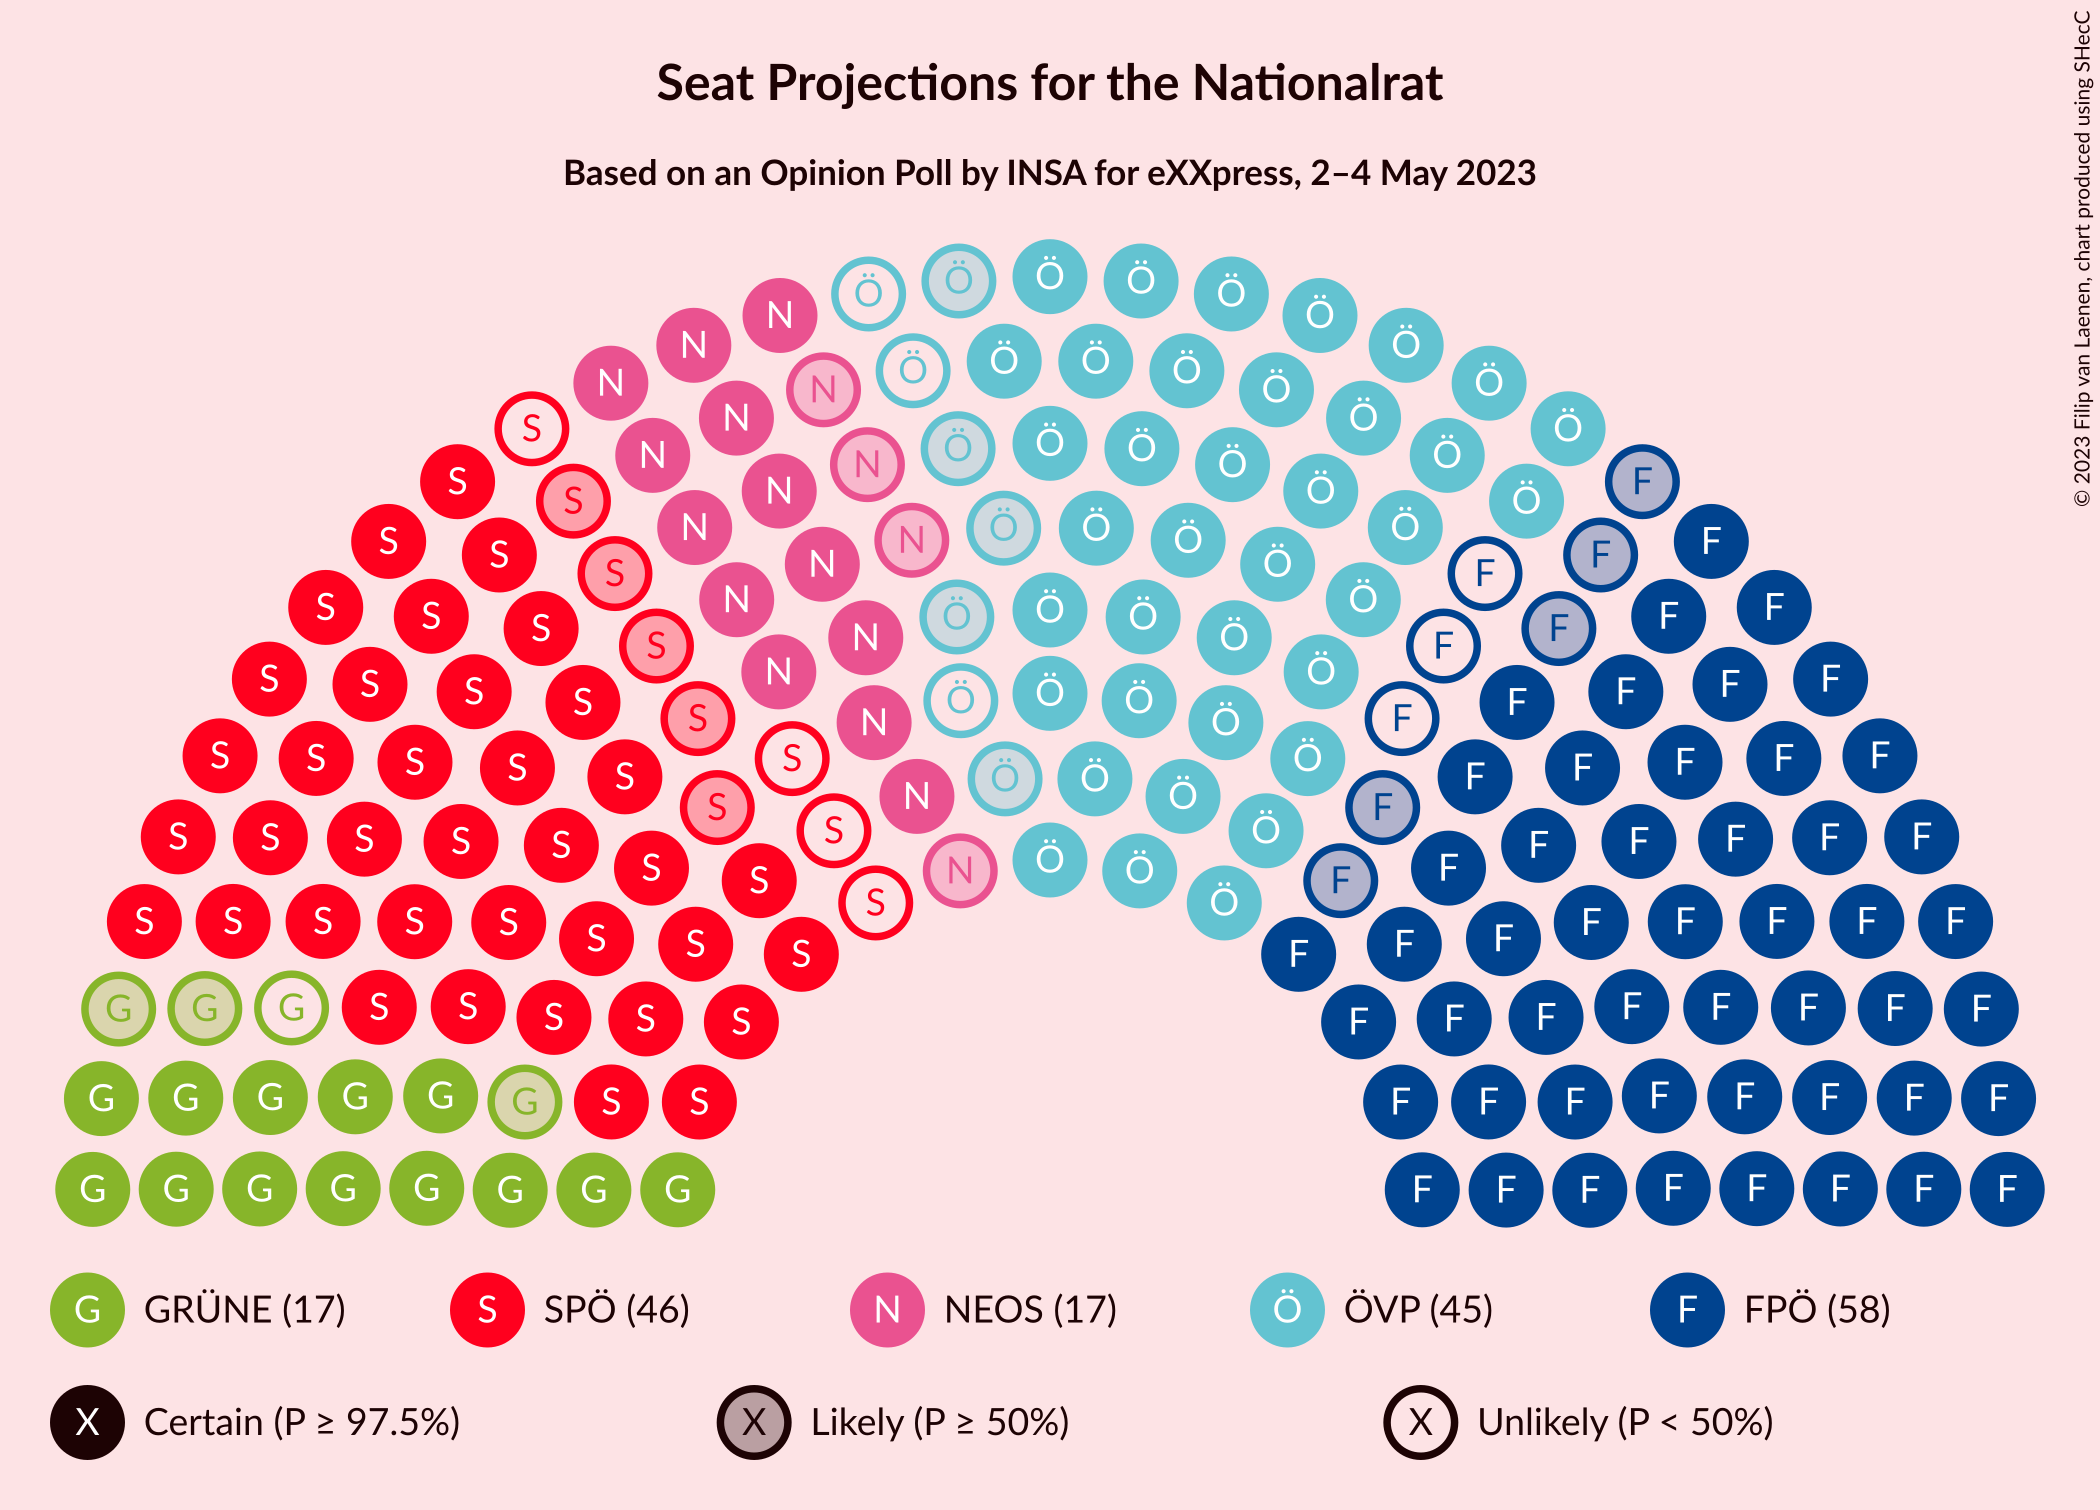 Seat Projections for the Nationalrat
Based on an Opinion Poll by INSA for eXXpress, 2–4 May 2023
© 2023 Filip van Laenen, chart produced using SHecC
Ö Ö Ö Ö Ö Ö Ö Ö Ö
N N N
S S S S
F F F
G GRÜNE (17) S SPÖ (46) N NEOS (17) Ö ÖVP (45) F FPÖ (58)
X Certain (P ≥ 97.5%) X Likely (P ≥ 50%) X Unlikely (P < 50%)